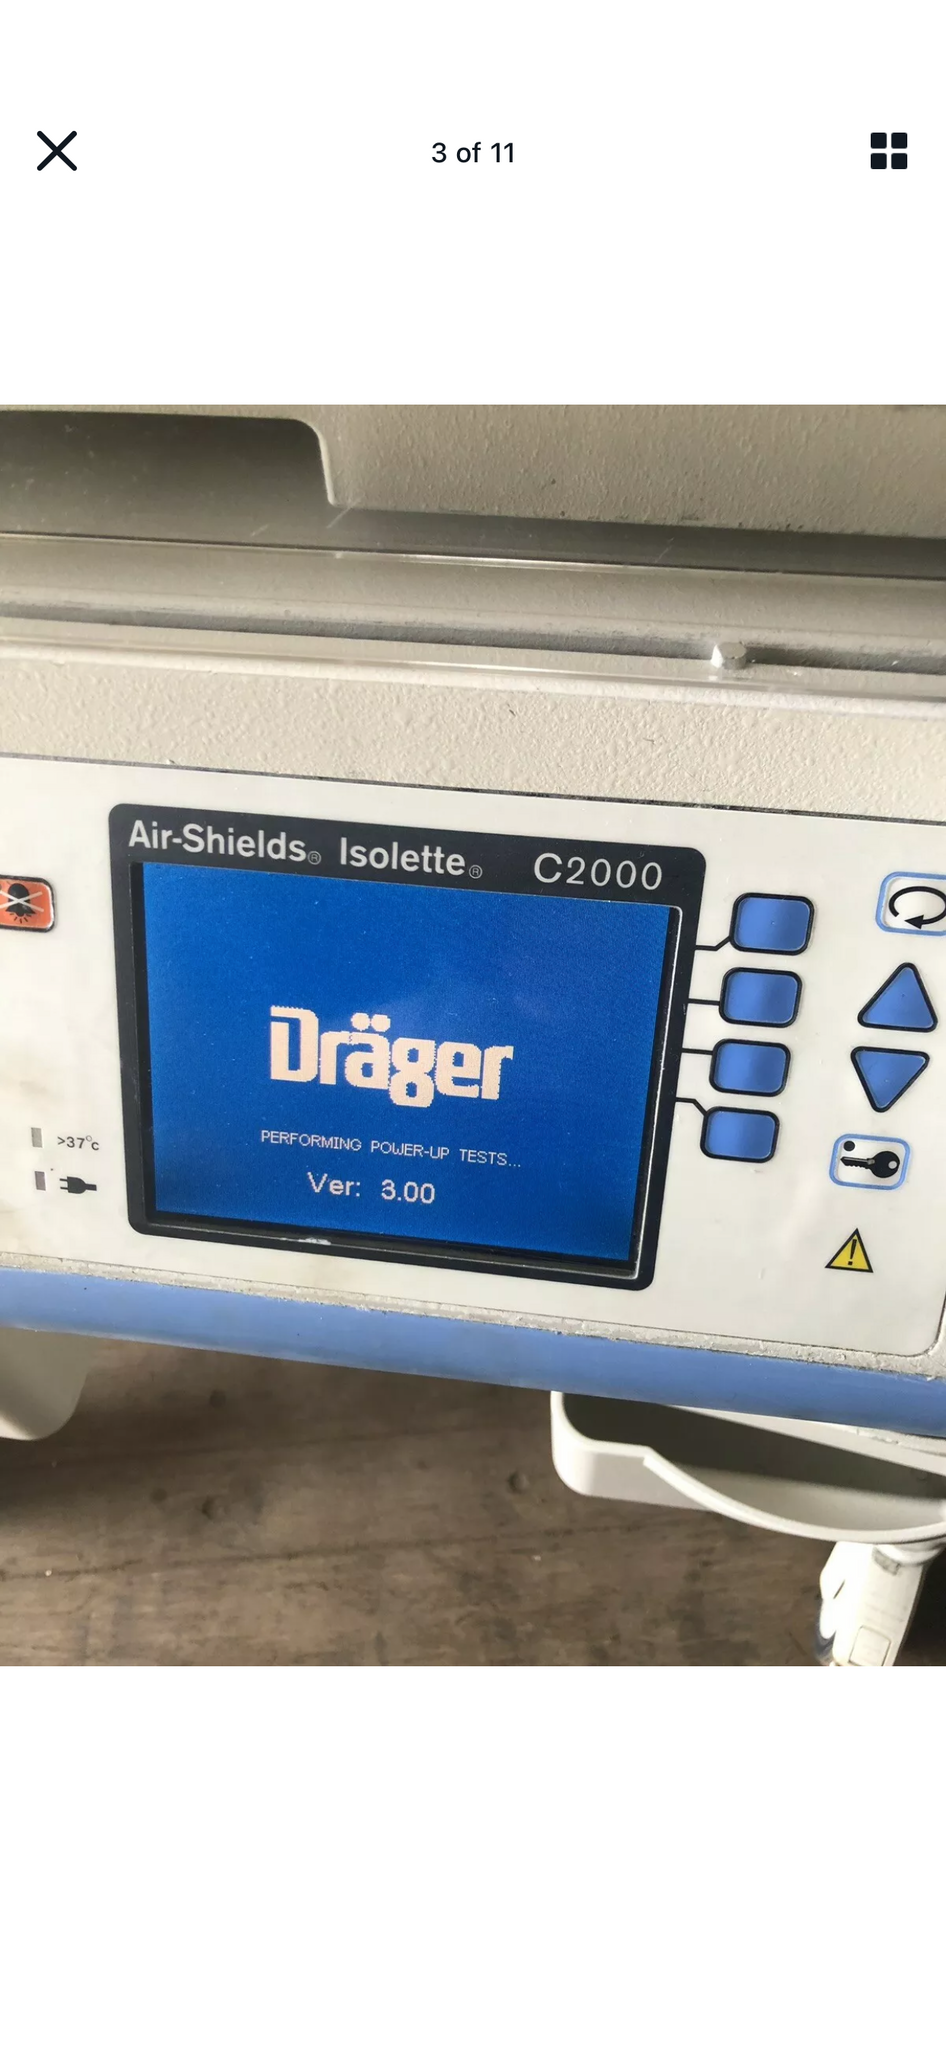 3 of 11
Air-Shields® Isolette® C2000
Dräger
PERFORMING POWER-UP TESTS...
Ver: 3.00
>37°c